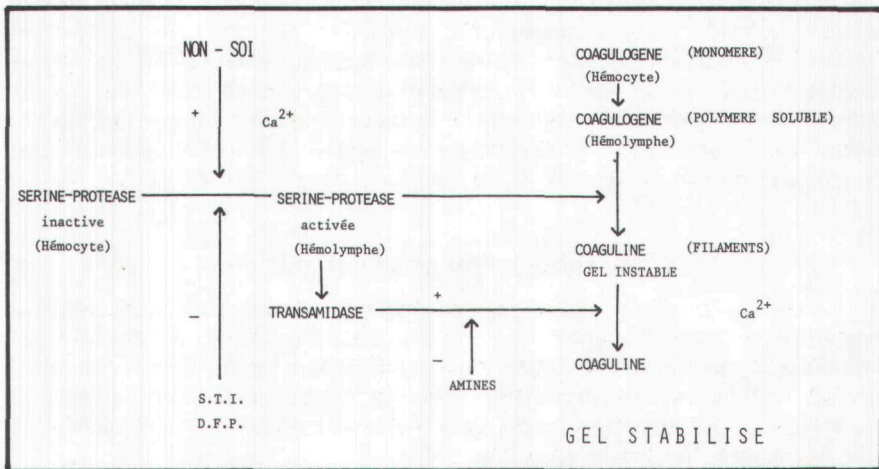 NON - SOI
COAGULOGENE (MONOMERE)
(Hémocyte)
+ Ca2+
COAGULOGENE (POLYMERE SOLUBLE)
(Hémolymphe)
SERINE-PROTEASE
inactive
(Hémocyte)
SERINE-PROTEASE
activée
(Hémolymphe)
COAGULINE (FILAMENTS)
GEL INSTABLE
—
TRANSAMIDASE
+
Ca2+
—
AMINES
COAGULINE
S.T.I.
D.F.P.
GEL STABILISE